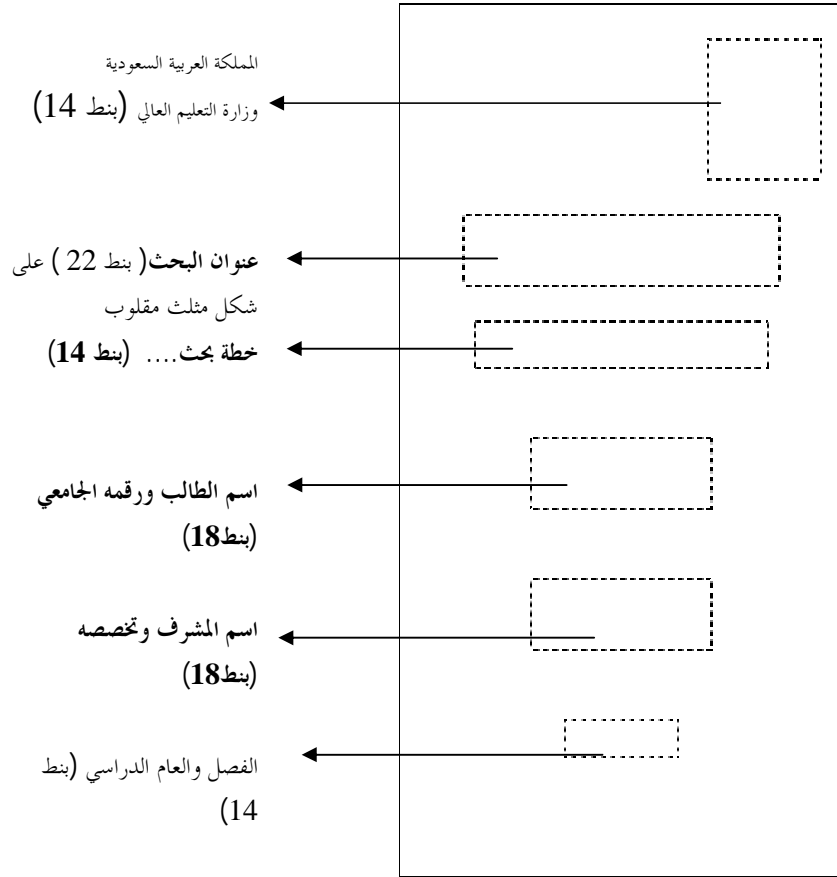 المملكة العربية السعودية
وزارة التعليم العالي (بنط 14)
عنوان البحث( بنط 22 ) على
شكل مثلث مقلوب
خطة بحث.... (بنط 14)
اسم الطالب ورقمه الجامعي
(بنط18)
اسم المشرف وتخصصه
(بنط18)
الفصل والعام الدراسي (بنط
14)